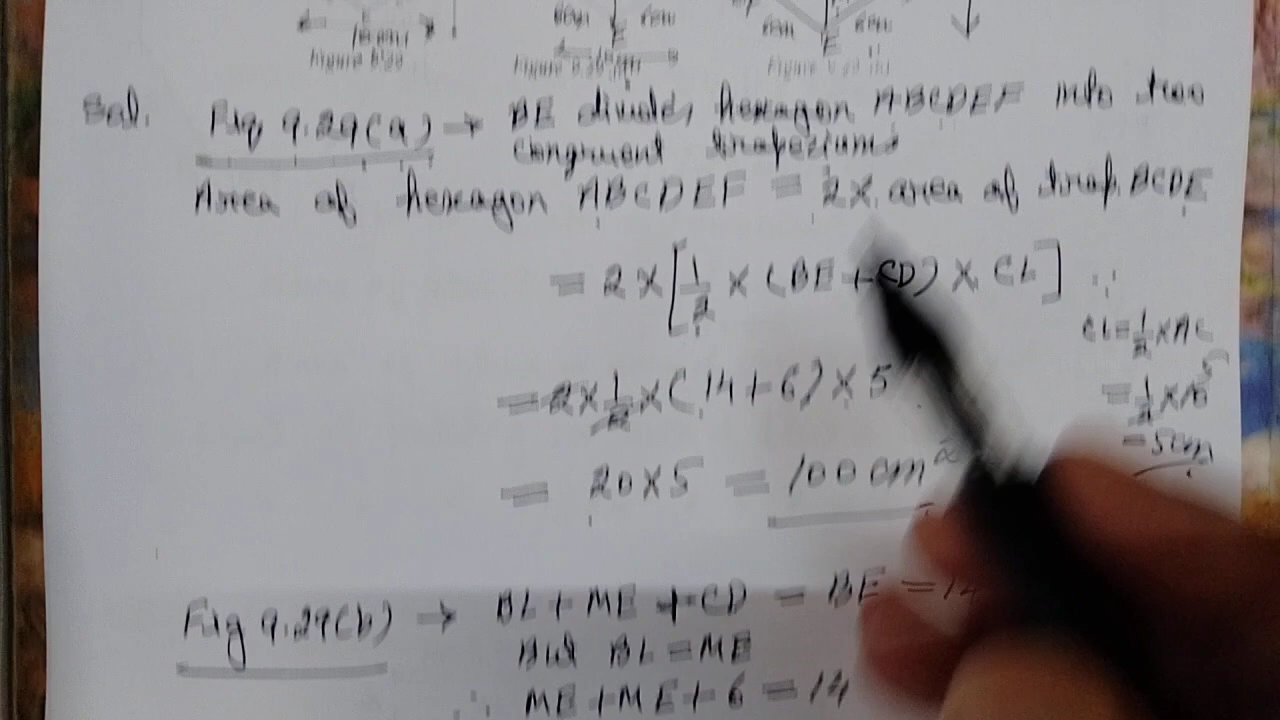 Sol. Fig 9.29(a) → BE divides hexagon ABCDEF into two
congruent trapeziums
Area of hexagon ABCDEF = 2 × area of trap. BCDE
= 2 × [1/2 × (BE + CD) × CL] ∵
CL = 1/2 × AC
= 2 × 1/2 × (14 + 6) × 5
= 1/2 × 10 5
= 5cm
= 20 × 5 = 100 cm²
Fig 9.29(b) → BL + ME + CD = BE = 14
But BL = ME
∴ ME + ME + 6 = 14